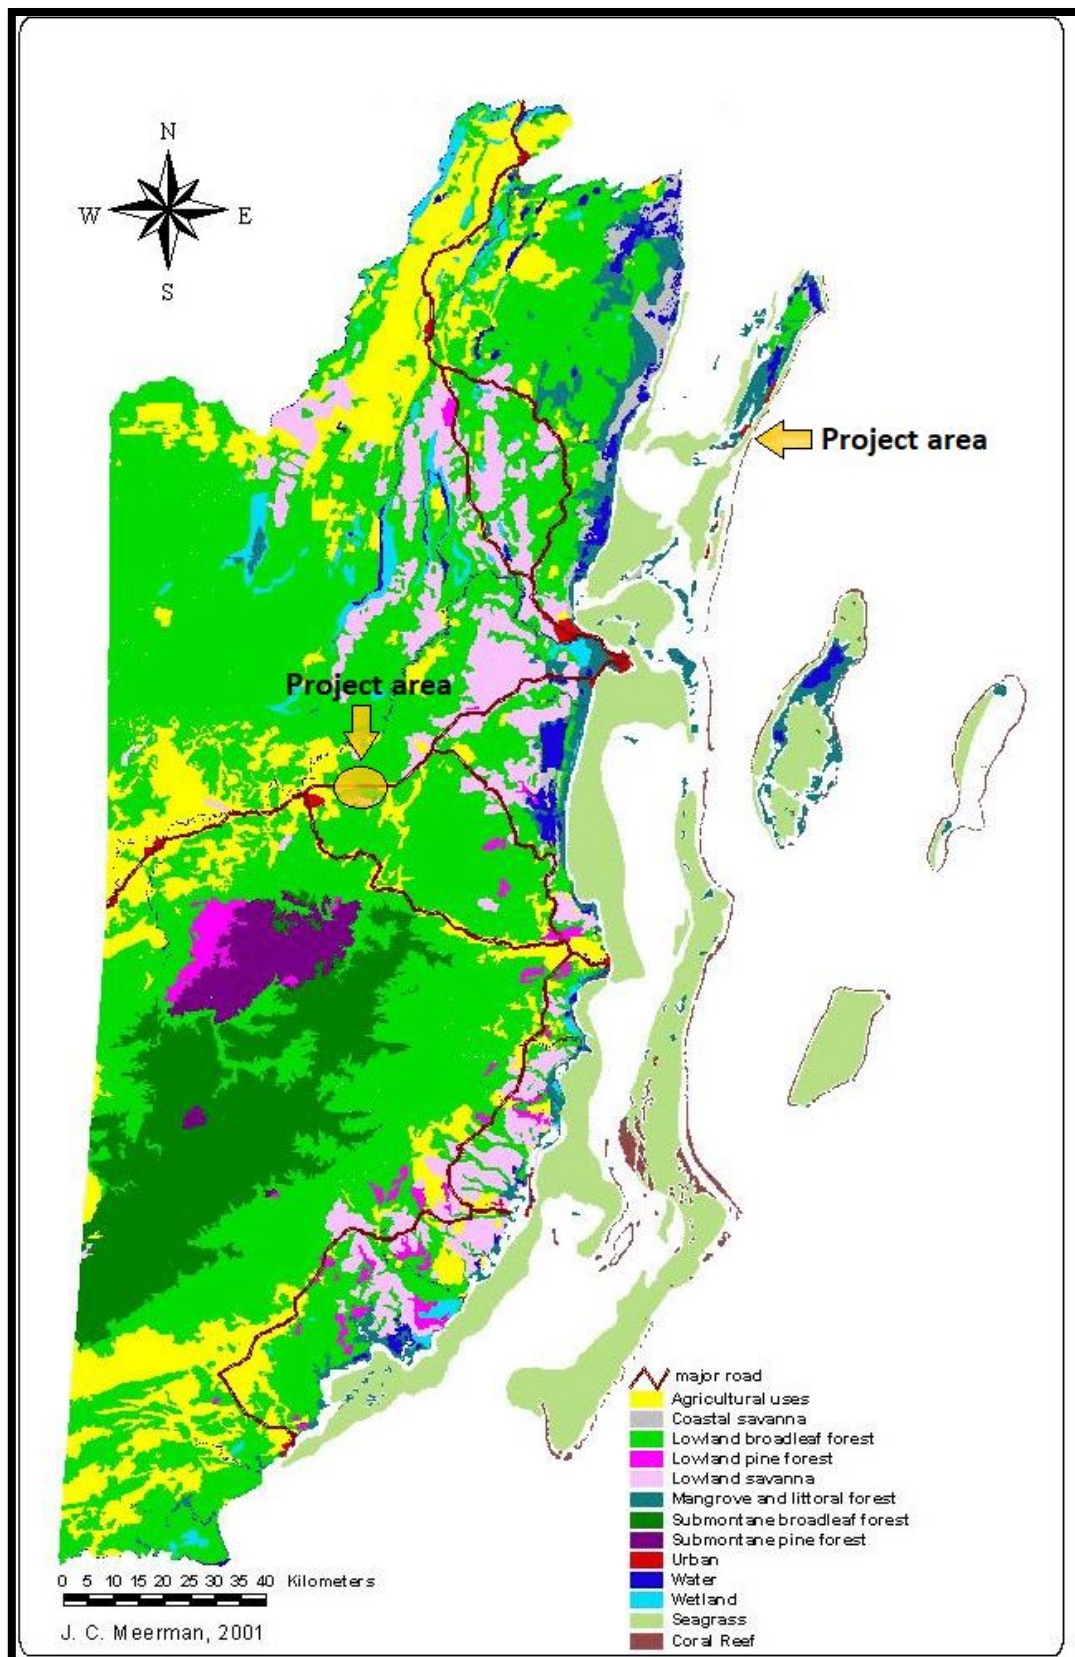 N
W E
S
Project area
Project area
major road
Agricultural uses
Coastal savanna
Lowland broadleaf forest
Lowland pine forest
Lowland savanna
Mangrove and littoral forest
Submontane broadleaf forest
Submontane pine forest
Urban
Water
Wetland
Seagrass
Coral Reef
0 5 10 15 20 25 30 35 40 Kilometers
J. C. Meerman, 2001